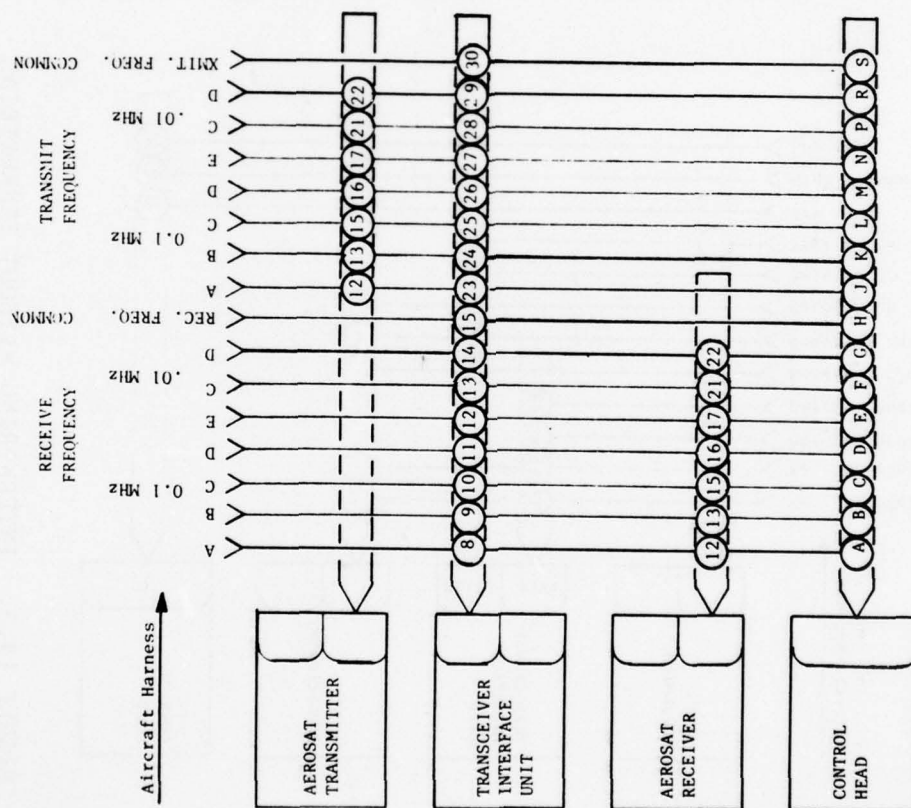 COMMON
XMIT. FREQ.
TRANSMIT
FREQUENCY
.01 MHz
D
C
0.1 MHz
E
D
C
B
A
COMMON
REC. FREQ.
RECEIVE
FREQUENCY
.01 MHz
D
C
0.1 MHz
E
D
C
B
A
Aircraft Harness
AEROSAT
TRANSMITTER
12 13 15 16 17 21 22
TRANSCEIVER
INTERFACE
UNIT
8 9 10 11 12 13 14 15 23 24 25 26 27 28 29 30
AEROSAT
RECEIVER
12 13 15 16 17 21 22
CONTROL
HEAD
A B C D E F G H J K L M N P R S